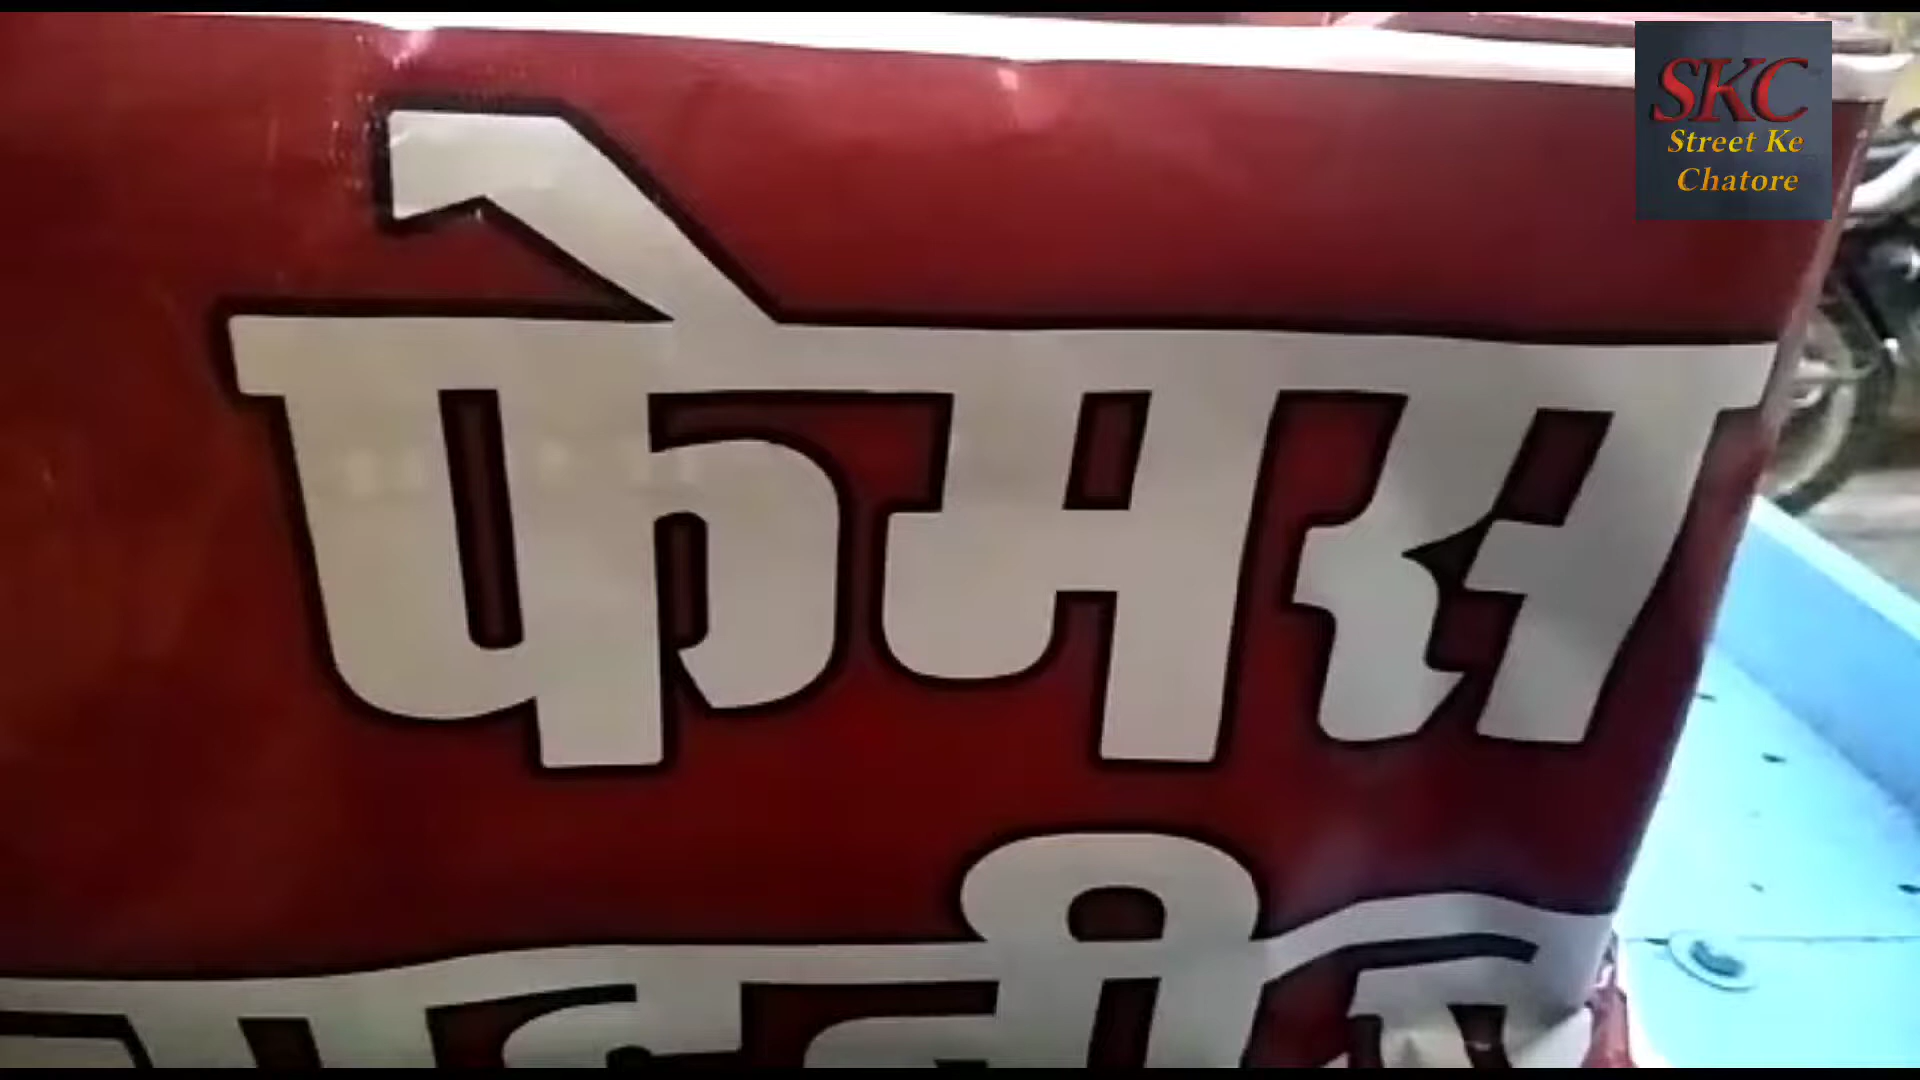 SKC
Street Ke
Chatore
फेमस